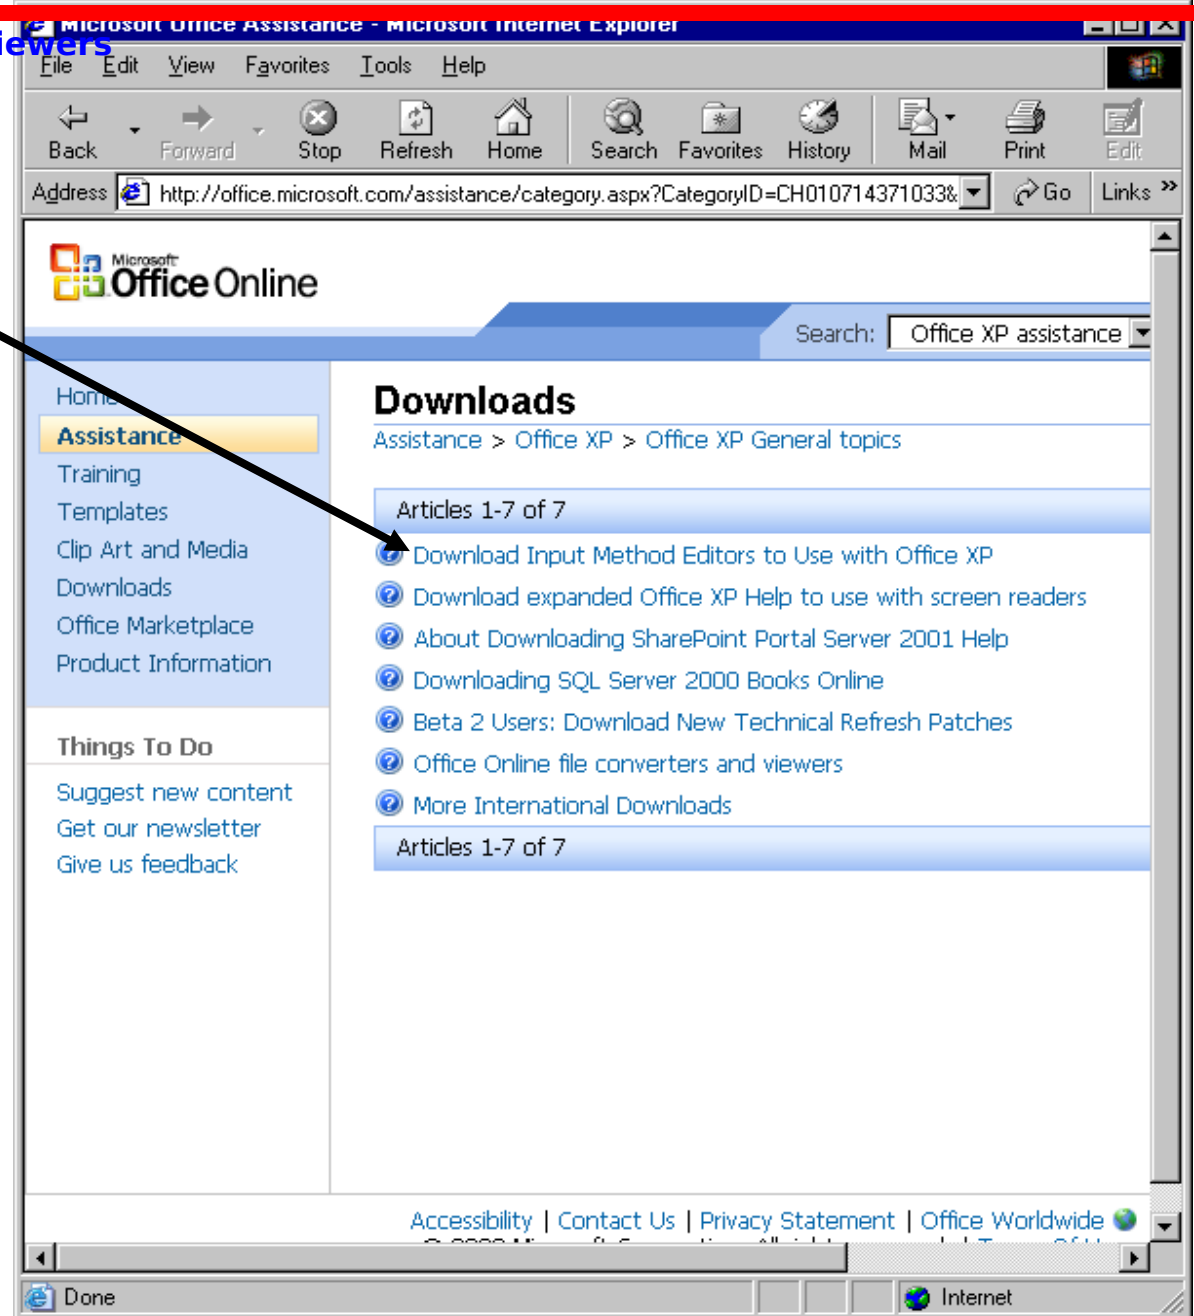 Microsoft Office Assistance - Microsoft Internet Explorer
iewers
File Edit View Favorites Tools Help
Back Forward Stop Refresh Home Search Favorites History Mail Print Edit
Address http://office.microsoft.com/assistance/category.aspx?CategoryID=CH010714371033& Go Links »
Microsoft
Office Online
Search: Office XP assistance
Home
Assistance
Training
Templates
Clip Art and Media
Downloads
Office Marketplace
Product Information
Things To Do
Suggest new content
Get our newsletter
Give us feedback
Downloads
Assistance > Office XP > Office XP General topics
Articles 1-7 of 7
Download Input Method Editors to Use with Office XP
Download expanded Office XP Help to use with screen readers
About Downloading SharePoint Portal Server 2001 Help
Downloading SQL Server 2000 Books Online
Beta 2 Users: Download New Technical Refresh Patches
Office Online file converters and viewers
More International Downloads
Articles 1-7 of 7
Accessibility | Contact Us | Privacy Statement | Office Worldwide
Done Internet